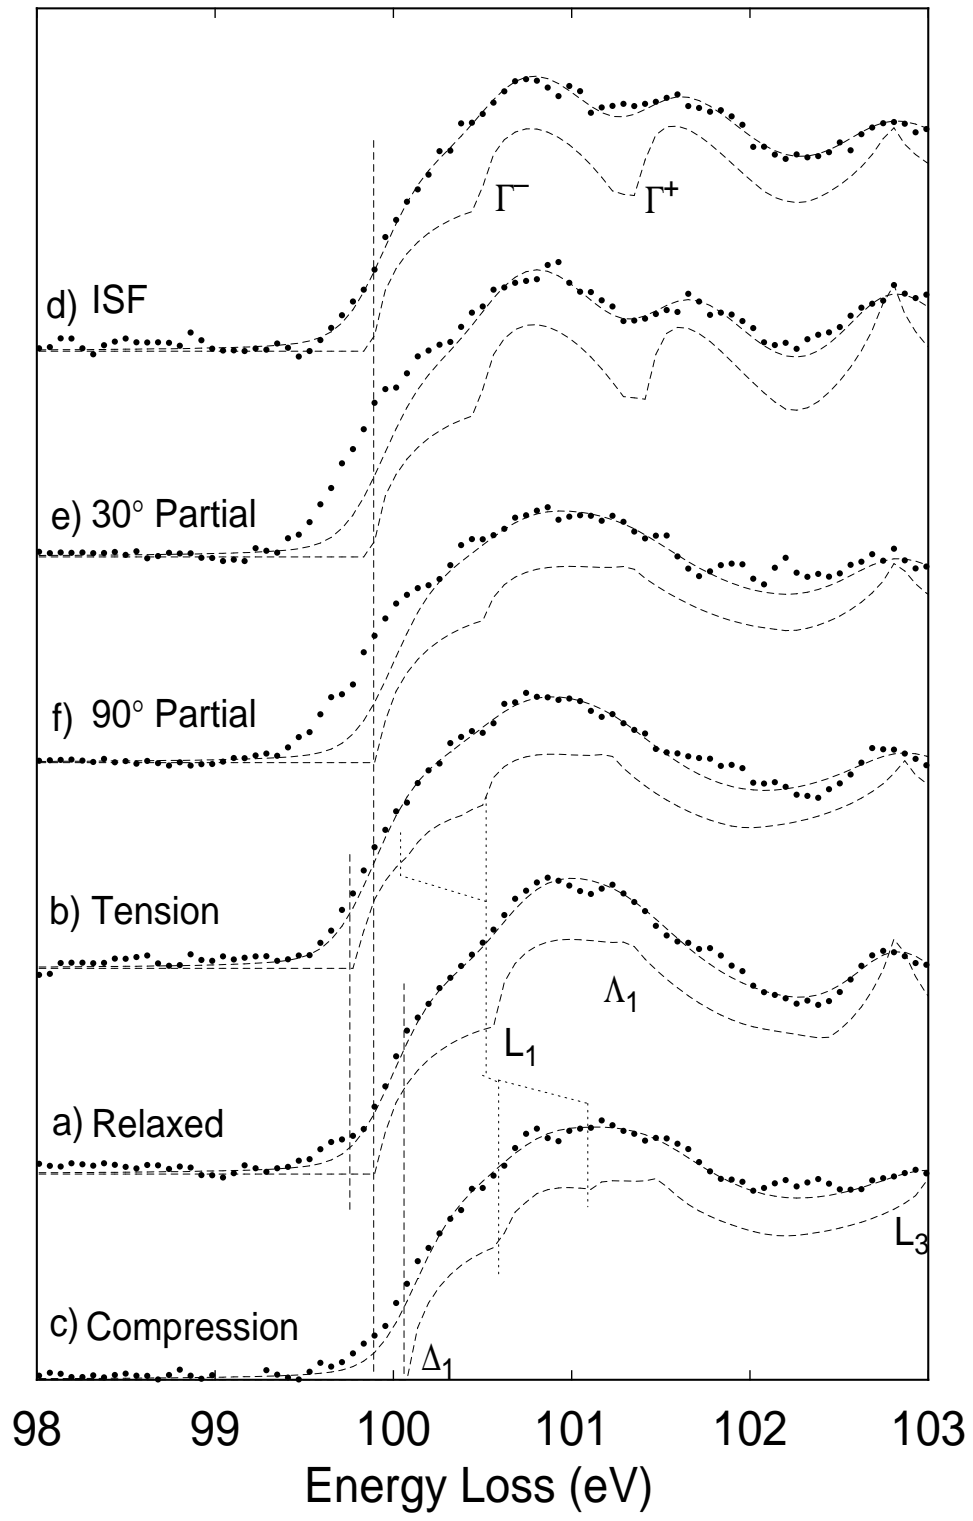 Γ⁻
Γ⁺
d) ISF
e) 30° Partial
f) 90° Partial
b) Tension
Λ₁
L₁
a) Relaxed
L₃
c) Compression
Δ₁
98 99 100 101 102 103
Energy Loss (eV)